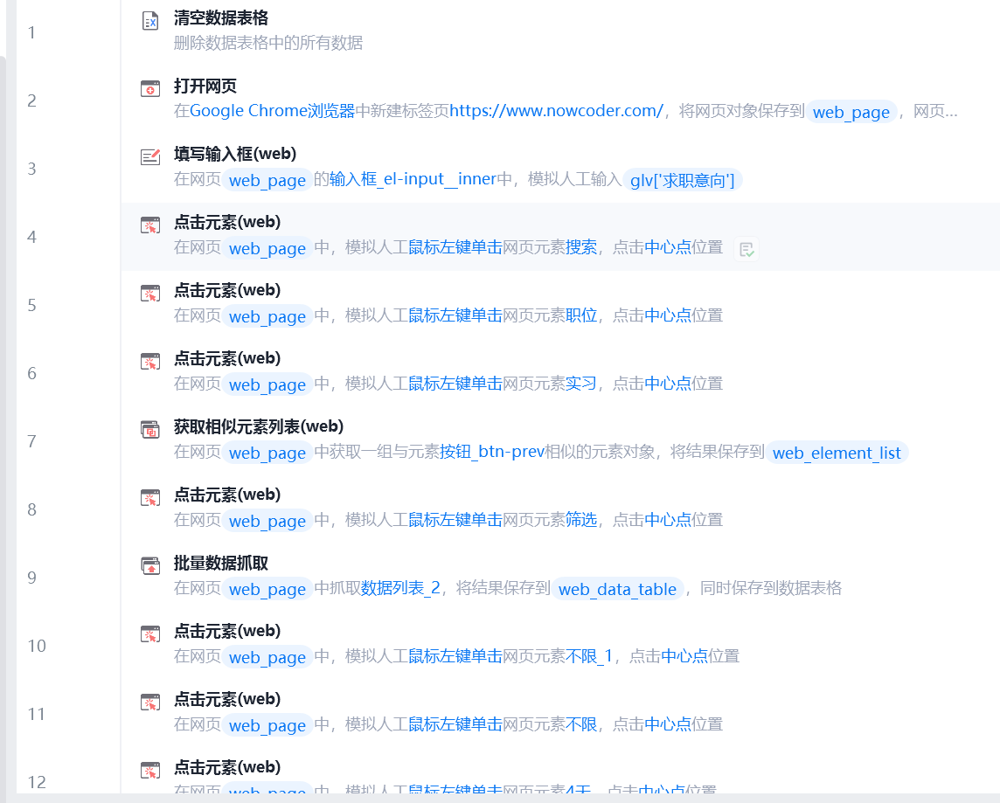 1
清空数据表格
删除数据表格中的所有数据
2
打开网页
在Google Chrome浏览器中新建标签页https://www.nowcoder.com/，将网页对象保存到 web_page ，网页...
3
填写输入框(web)
在网页 web_page 的输入框_el-input__inner中，模拟人工输入 glv['求职意向']
4
点击元素(web)
在网页 web_page 中，模拟人工鼠标左键单击网页元素搜索，点击中心点位置
5
点击元素(web)
在网页 web_page 中，模拟人工鼠标左键单击网页元素职位，点击中心点位置
6
点击元素(web)
在网页 web_page 中，模拟人工鼠标左键单击网页元素实习，点击中心点位置
7
获取相似元素列表(web)
在网页 web_page 中获取一组与元素按钮_btn-prev相似的元素对象，将结果保存到 web_element_list
8
点击元素(web)
在网页 web_page 中，模拟人工鼠标左键单击网页元素筛选，点击中心点位置
9
批量数据抓取
在网页 web_page 中抓取数据列表_2，将结果保存到 web_data_table ，同时保存到数据表格
10
点击元素(web)
在网页 web_page 中，模拟人工鼠标左键单击网页元素不限_1，点击中心点位置
11
点击元素(web)
在网页 web_page 中，模拟人工鼠标左键单击网页元素不限，点击中心点位置
12
点击元素(web)
在网页 web_page 中，模拟人工鼠标左键单击网页元素4天，点击中心点位置